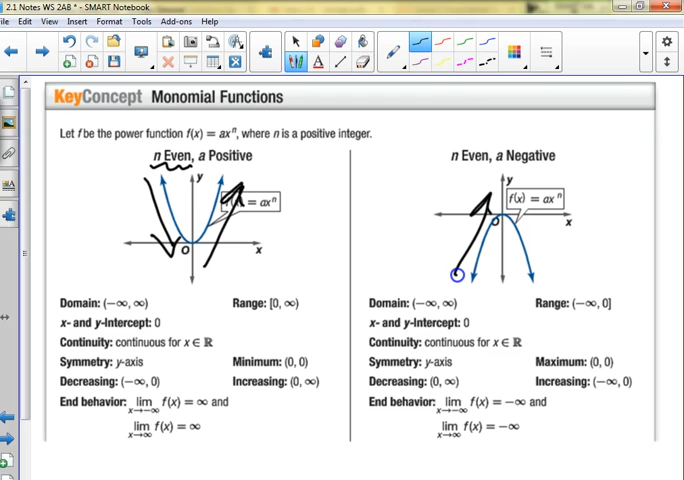 2.1 Notes WS 2AB * - SMART Notebook
Edit View Insert Format Tools Add-ons Help
KeyConcept Monomial Functions
Let f be the power function f(x) = axⁿ, where n is a positive integer.
n Even, a Positive
y
= axⁿ
O
x
Domain: (−∞, ∞) Range: [0, ∞)
x- and y-Intercept: 0
Continuity: continuous for x ∈ ℝ
Symmetry: y-axis Minimum: (0, 0)
Decreasing: (−∞, 0) Increasing: (0, ∞)
End behavior: lim x→−∞ f(x) = ∞ and
lim x→∞ f(x) = ∞
n Even, a Negative
y
f(x) = axⁿ
O
x
Domain: (−∞, ∞) Range: (−∞, 0]
x- and y-Intercept: 0
Continuity: continuous for x ∈ ℝ
Symmetry: y-axis Maximum: (0, 0)
Decreasing: (0, ∞) Increasing: (−∞, 0)
End behavior: lim x→−∞ f(x) = −∞ and
lim x→∞ f(x) = −∞